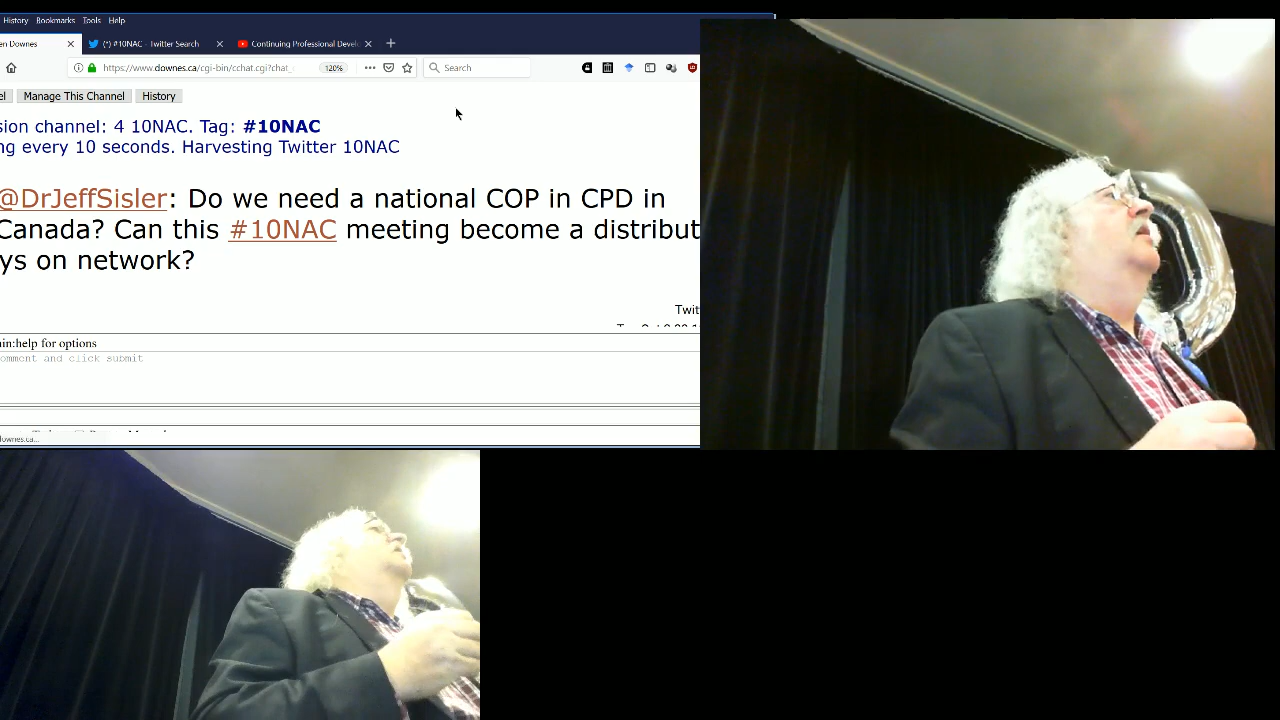 History Bookmarks Tools Help
en Downes
(*) #10NAC - Twitter Search
Continuing Professional Devel
https://www.downes.ca/cgi-bin/cchat.cgi?chat_
120%
Search
el
Manage This Channel
History
sion channel: 4 10NAC. Tag: #10NAC
ng every 10 seconds. Harvesting Twitter 10NAC
@DrJeffSisler: Do we need a national COP in CPD in
Canada? Can this #10NAC meeting become a distribut
ys on network?
Twit
in:help for options
omment and click submit
downes.ca...